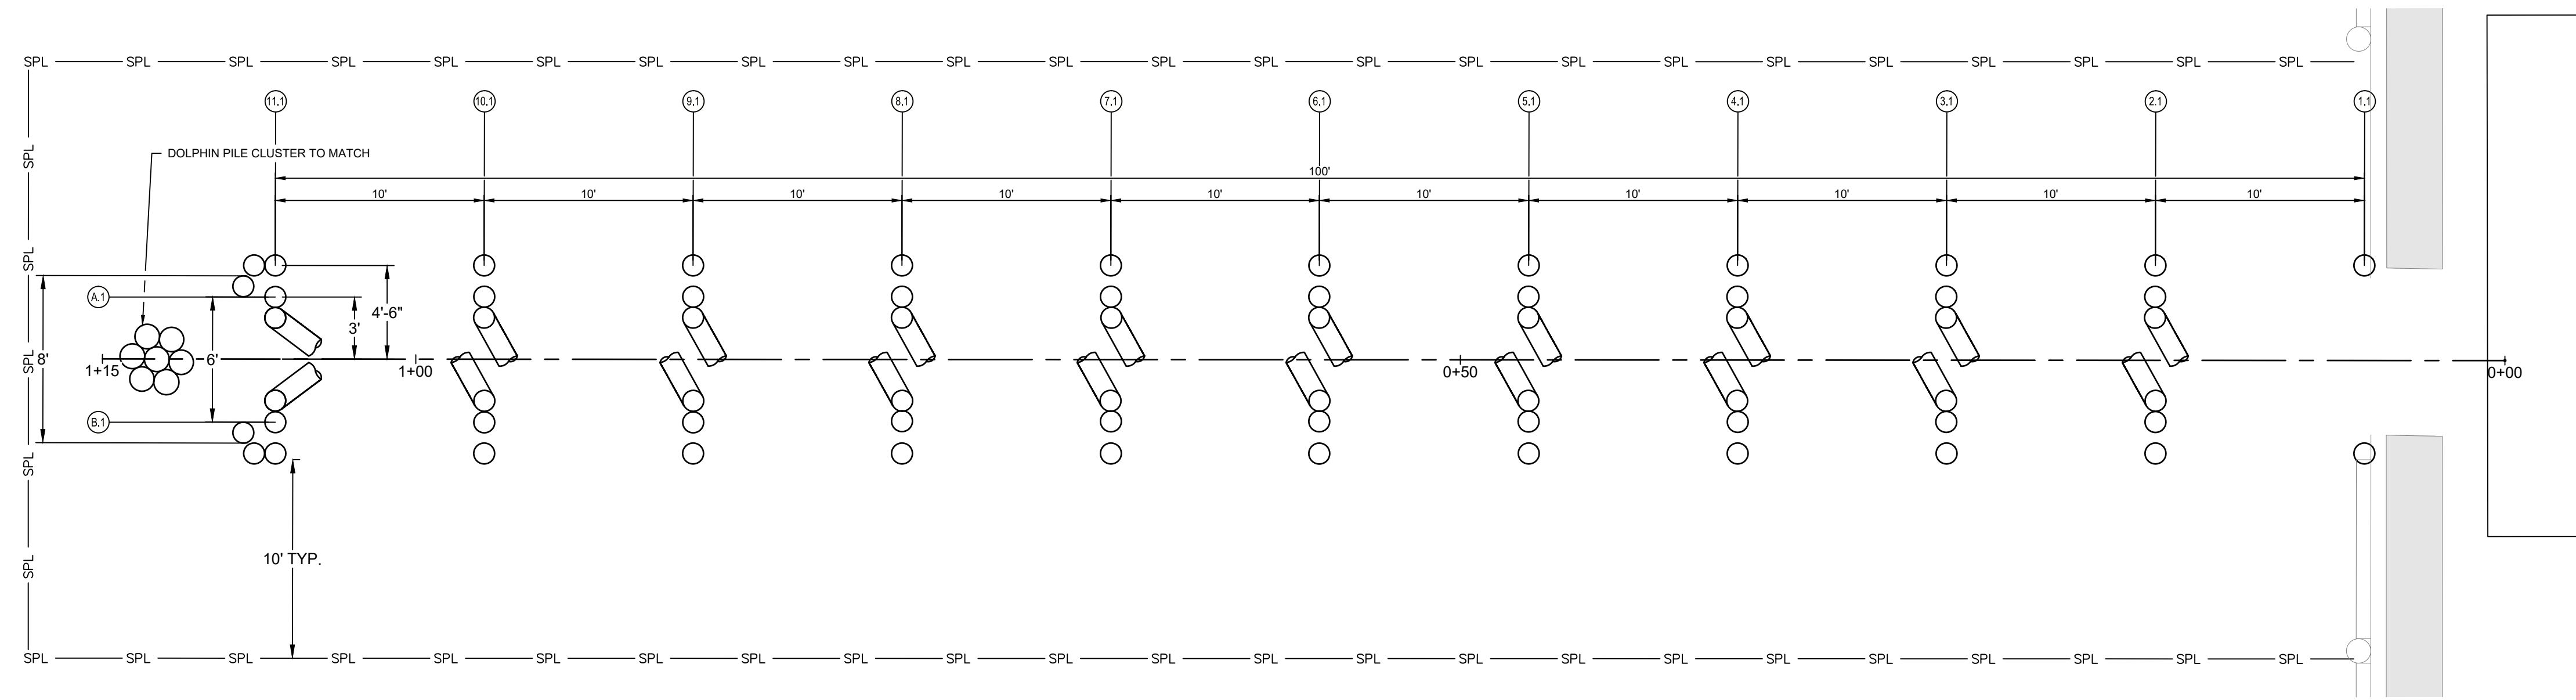 SPL SPL SPL SPL SPL SPL SPL SPL SPL SPL SPL SPL SPL SPL SPL SPL SPL SPL SPL SPL SPL SPL SPL
11.1 10.1 9.1 8.1 7.1 6.1 5.1 4.1 3.1 2.1 1.1
SPL
DOLPHIN PILE CLUSTER TO MATCH
100'
10' 10' 10' 10' 10' 10' 10' 10' 10' 10'
SPL
A.1
4'-6"
3'
SPL
8'
6'
1+15
1+00
0+50
0+00
B.1
SPL
10' TYP.
SPL
SPL SPL SPL SPL SPL SPL SPL SPL SPL SPL SPL SPL SPL SPL SPL SPL SPL SPL SPL SPL SPL SPL SPL